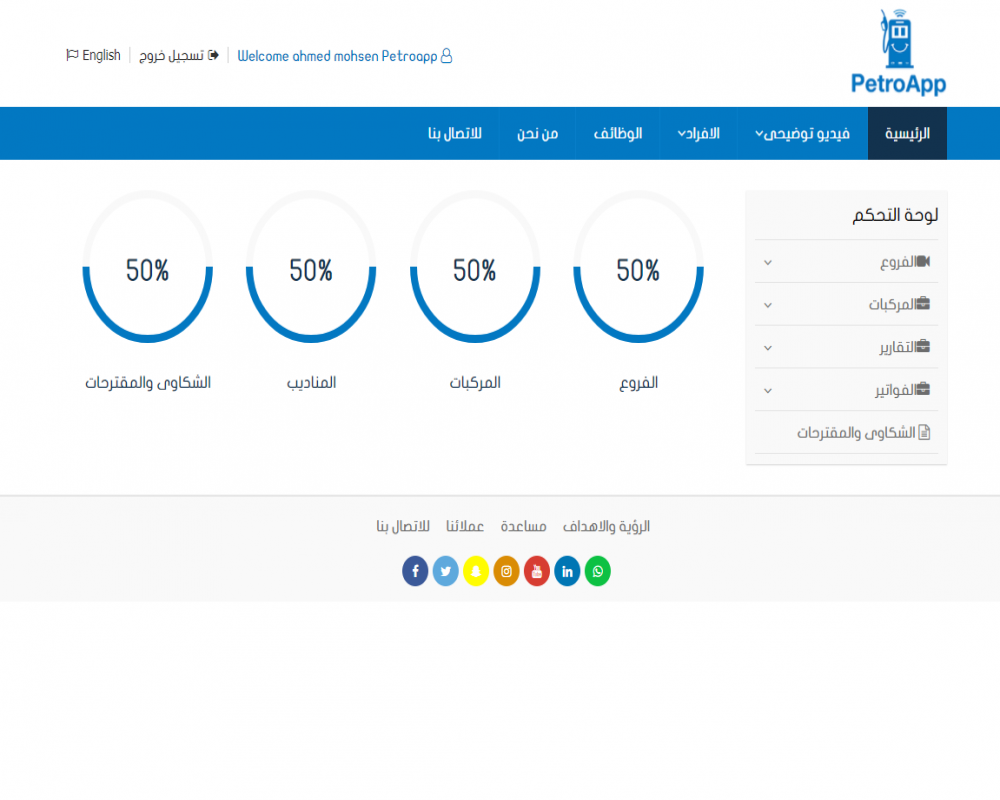 PetroApp
Welcome ahmed mohsen Petroapp
تسجيل خروج
English
الرئيسية
فيديو توضيحى
الافراد
الوظائف
من نحن
للاتصال بنا
لوحة التحكم
الفروع
المركبات
التقارير
الفواتير
الشكاوى والمقترحات
50% 50% 50% 50%
الفروع
المركبات
المناديب
الشكاوى والمقترحات
الرؤية والاهداف
مساعدة
عملائنا
للاتصال بنا